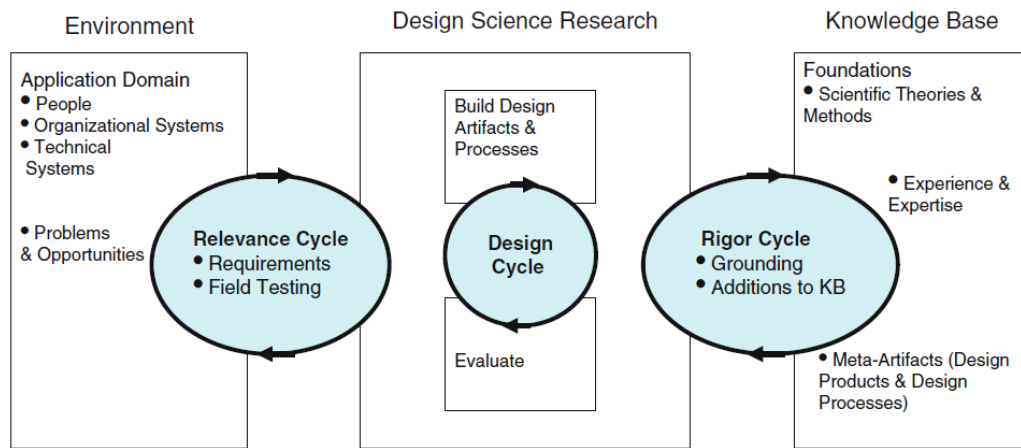 Environment
Design Science Research
Knowledge Base
Application Domain
• People
• Organizational Systems
• Technical
Systems
• Problems
& Opportunities
Relevance Cycle
• Requirements
• Field Testing
Build Design
Artifacts &
Processes
Design
Cycle
Evaluate
Rigor Cycle
• Grounding
• Additions to KB
Foundations
• Scientific Theories &
Methods
• Experience &
Expertise
• Meta-Artifacts (Design
Products & Design
Processes)